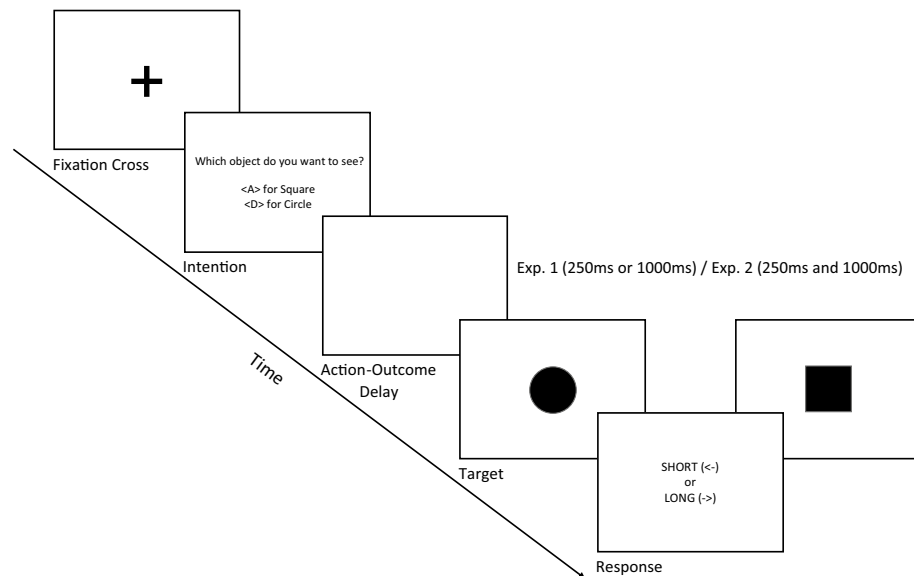 Fixation Cross
Which object do you want to see?
<A> for Square
<D> for Circle
Intention
Exp. 1 (250ms or 1000ms) / Exp. 2 (250ms and 1000ms)
Action-Outcome
Delay
Time
Target
SHORT (<-)
or
LONG (->)
Response